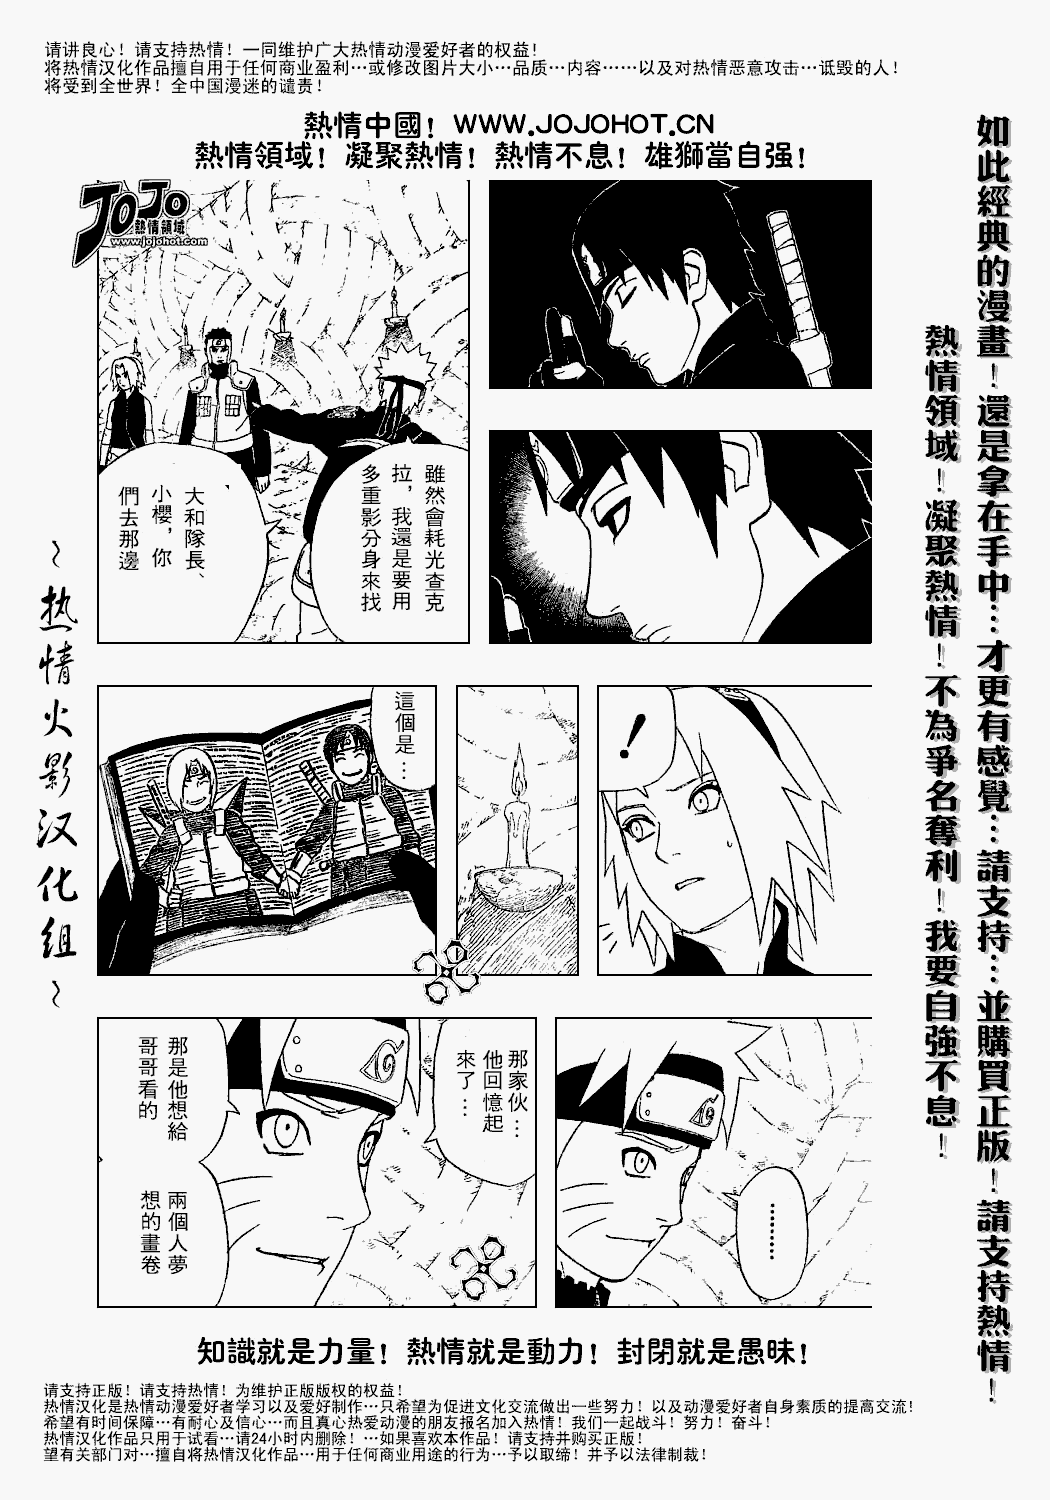 请讲良心！请支持热情！一同维护广大热情动漫爱好者的权益！
将热情汉化作品擅自用于任何商业盈利…或修改图片大小…品质…内容……以及对热情恶意攻击…诋毁的人！
将受到全世界！全中国漫迷的谴责！
熱情中國！WWW.JOJOHOT.CN
熱情領域！凝聚熱情！熱情不息！雄獅當自强！
如此經典的漫畫！還是拿在手中…才更有感覺…請支持…並購買正版！請支持熱情！
熱情領域！凝聚熱情！不為爭名奪利！我要自強不息！
JOJO
熱情領域
www.jojohot.com
雖然會耗光查克
拉，我還是要用
多重影分身來找
大和隊長、
小櫻，你
們去那邊
！
這個是…
那家伙…
他回憶起
來了…
那是他想給
哥哥看的
兩個人夢
想的畫卷
………
～热情火影汉化组～
知識就是力量！熱情就是動力！封閉就是愚昧！
请支持正版！请支持热情！为维护正版版权的权益！
热情汉化是热情动漫爱好者学习以及爱好制作…只希望为促进文化交流做出一些努力！以及动漫爱好者自身素质的提高交流！
希望有时间保障…有耐心及信心…而且真心热爱动漫的朋友报名加入热情！我们一起战斗！努力！奋斗！
热情汉化作品只用于试看…请24小时内删除！…如果喜欢本作品！请支持并购买正版！
望有关部门对…擅自将热情汉化作品…用于任何商业用途的行为…予以取缔！并予以法律制裁！